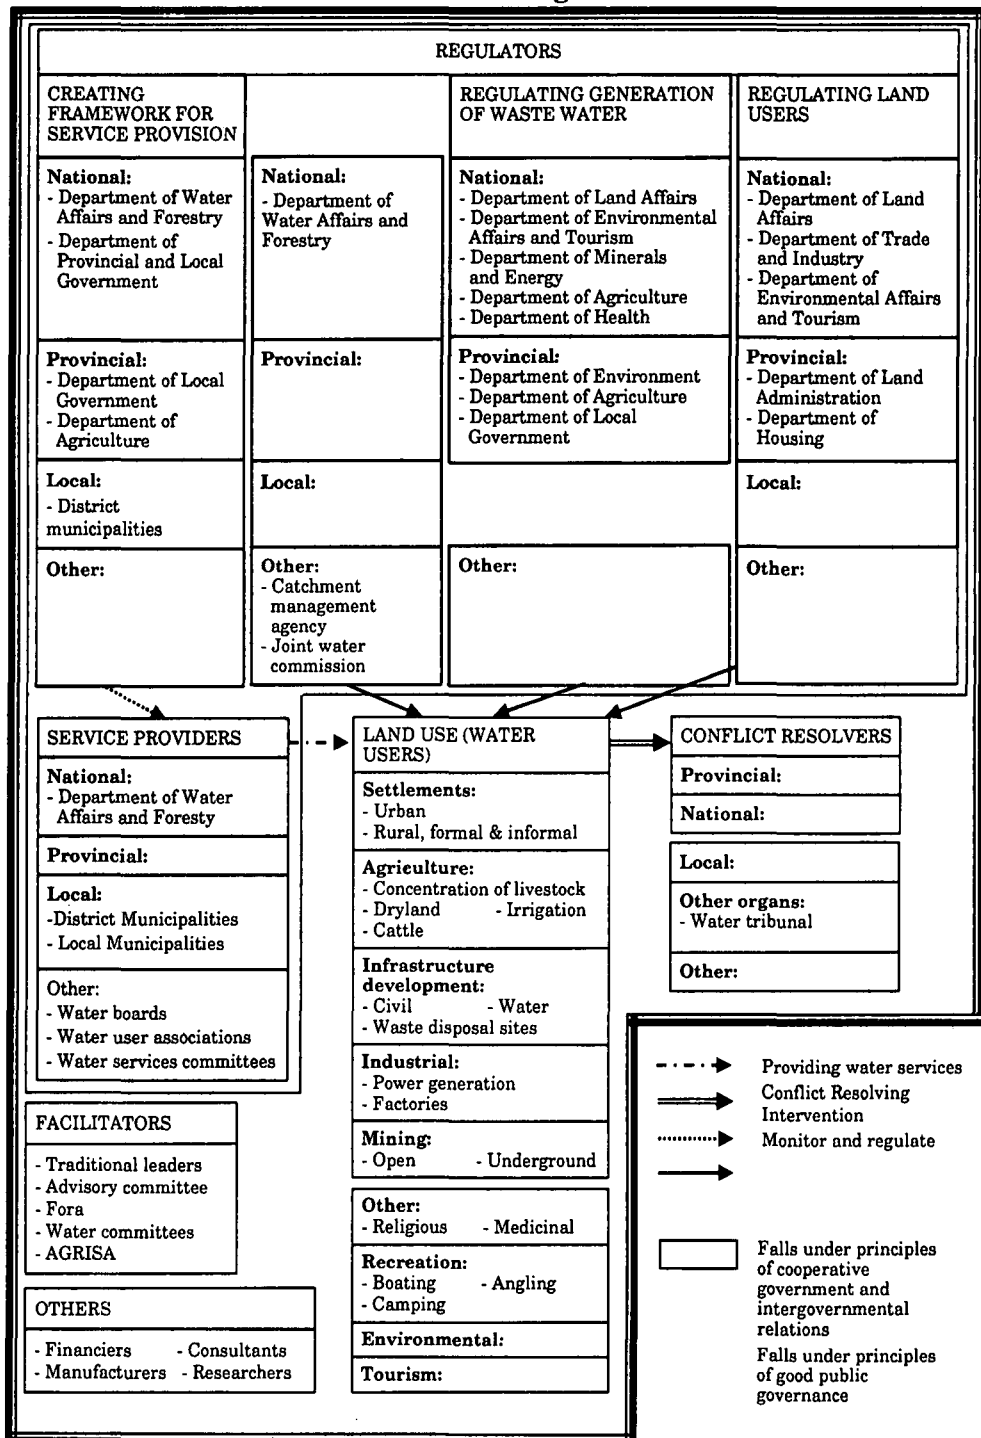 REGULATORS
CREATING
FRAMEWORK FOR
SERVICE PROVISION
National:
- Department of Water
Affairs and Forestry
- Department of
Provincial and Local
Government
Provincial:
- Department of Local
Government
- Department of
Agriculture
Local:
- District
municipalities
Other:
National:
- Department of
Water Affairs and
Forestry
Provincial:
Local:
Other:
- Catchment
management
agency
- Joint water
commission
REGULATING GENERATION
OF WASTE WATER
National:
- Department of Land Affairs
- Department of Environmental
Affairs and Tourism
- Department of Minerals
and Energy
- Department of Agriculture
- Department of Health
Provincial:
- Department of Environment
- Department of Agriculture
- Department of Local
Government
Other:
REGULATING LAND
USERS
National:
- Department of Land
Affairs
- Department of Trade
and Industry
- Department of
Environmental Affairs
and Tourism
Provincial:
- Department of Land
Administration
- Department of
Housing
Local:
Other:
SERVICE PROVIDERS
National:
- Department of Water
Affairs and Foresty
Provincial:
Local:
-District Municipalities
- Local Municipalities
Other:
- Water boards
- Water user associations
- Water services committees
LAND USE (WATER
USERS)
Settlements:
- Urban
- Rural, formal & informal
Agriculture:
- Concentration of livestock
- Dryland - Irrigation
- Cattle
Infrastructure
development:
- Civil - Water
- Waste disposal sites
Industrial:
- Power generation
- Factories
Mining:
- Open - Underground
Other:
- Religious - Medicinal
Recreation:
- Boating - Angling
- Camping
Environmental:
Tourism:
CONFLICT RESOLVERS
Provincial:
National:
Local:
Other organs:
- Water tribunal
Other:
FACILITATORS
- Traditional leaders
- Advisory committee
- Fora
- Water committees
- AGRISA
OTHERS
- Financiers - Consultants
- Manufacturers - Researchers
Providing water services
Conflict Resolving
Intervention
Monitor and regulate
Falls under principles
of cooperative
government and
intergovernmental
relations
Falls under principles
of good public
governance